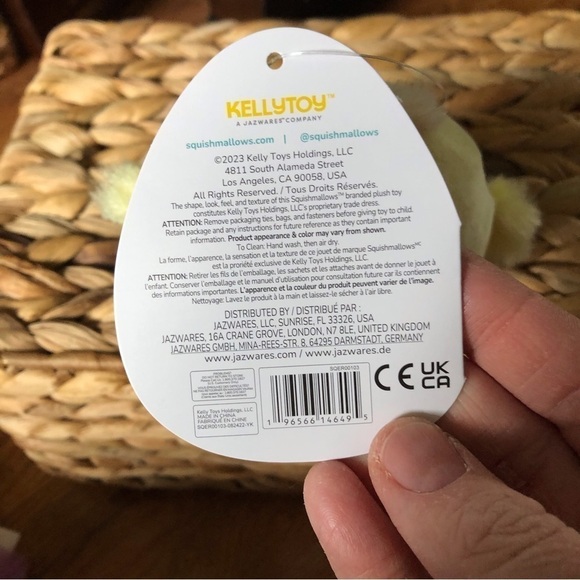 KELLYTOY™
A JAZWARES® COMPANY
squishmallows.com | @squishmallows
©2023 Kelly Toys Holdings, LLC
4811 South Alameda Street
Los Angeles, CA 90058, USA
All Rights Reserved. / Tous Droits Réservés.
The shape, look, feel, and texture of this Squishmallows™ branded plush toy
constitutes Kelly Toys Holdings, LLC's proprietary trade dress.
ATTENTION: Remove packaging ties, bags, and fasteners before giving toy to child.
Retain package and any instructions for future reference as they contain important
information. Product appearance & color may vary from shown.
To Clean: Hand wash, then air dry.
La forme, l'apparence, la sensation et la texture de ce jouet de marque Squishmallows
est la propriété exclusive de Kelly Toys Holdings, LLC.
ATTENTION: Retirer les fils de l'emballage, les sachets et les attaches avant de donner le jouet à
l'enfant. Conserver l'emballage et le manuel d'utilisation pour consultation future car ils contiennent
des informations importantes. L'apparence et la couleur du produit peuvent varier de l'image.
Nettoyage: Lavez le produit à la main et laissez-le sécher à l'air libre.
DISTRIBUTED BY / DISTRIBUÉ PAR :
JAZWARES, LLC, SUNRISE, FL 33326, USA
JAZWARES, 16A CRANE GROVE, LONDON, N7 8LE, UNITED KINGDOM
JAZWARES GMBH, MINA-REES-STR. 8, 64295 DARMSTADT, GERMANY
www.jazwares.com / www.jazwares.de
SQER00103
Kelly Toys Holdings, LLC
MADE IN CHINA
FABRIQUÉ EN CHINE
SQER00103-082422-YK
1 96566 14649 5
CE UK
CA